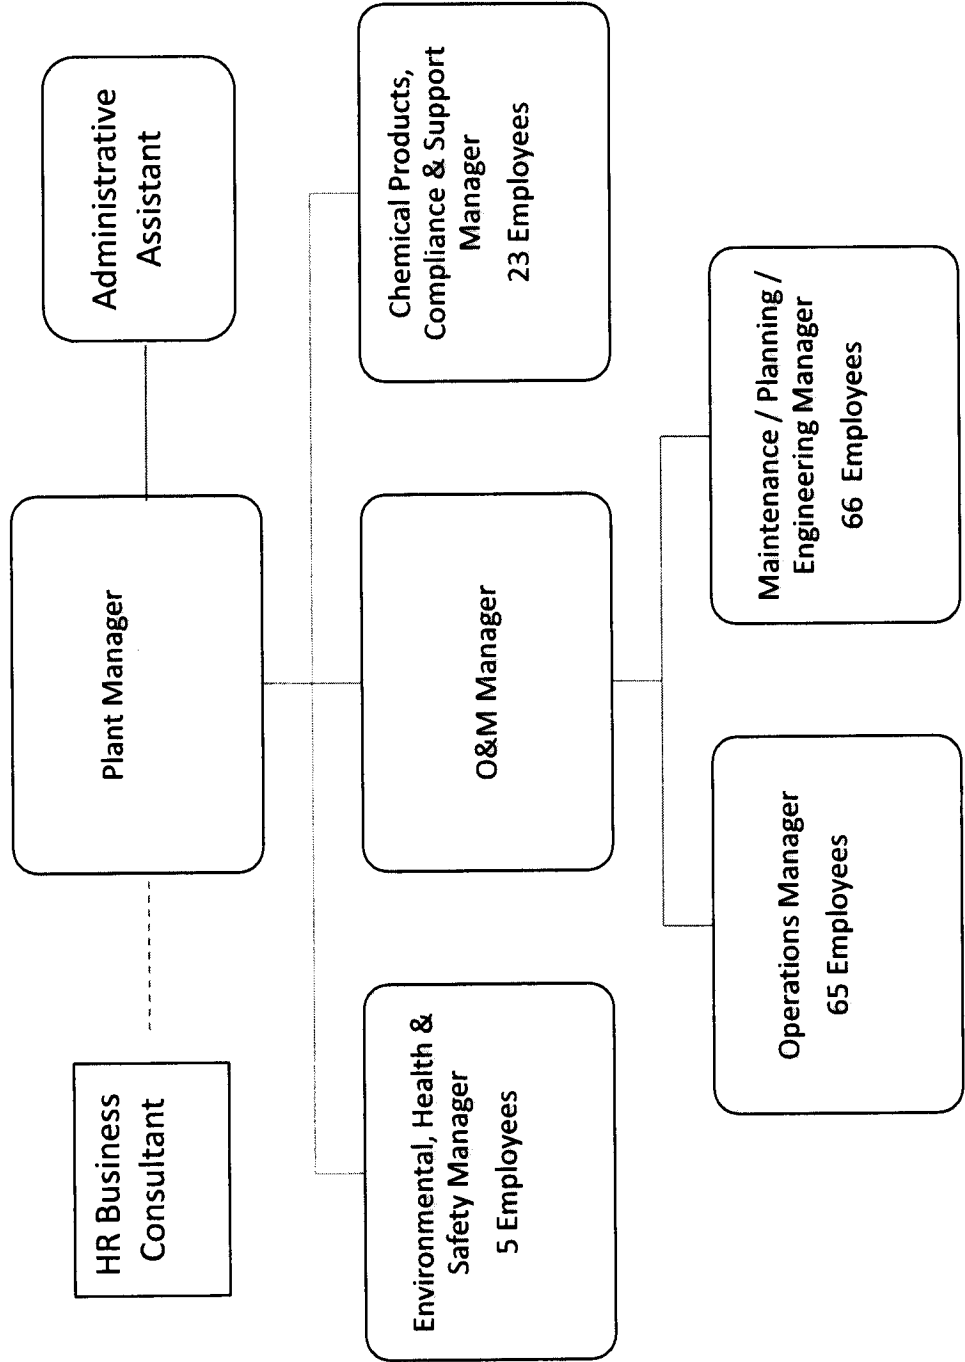 HR Business
Consultant
Plant Manager
Administrative
Assistant
Environmental, Health &
Safety Manager
5 Employees
O&M Manager
Chemical Products,
Compliance & Support
Manager
23 Employees
Operations Manager
65 Employees
Maintenance / Planning /
Engineering Manager
66 Employees